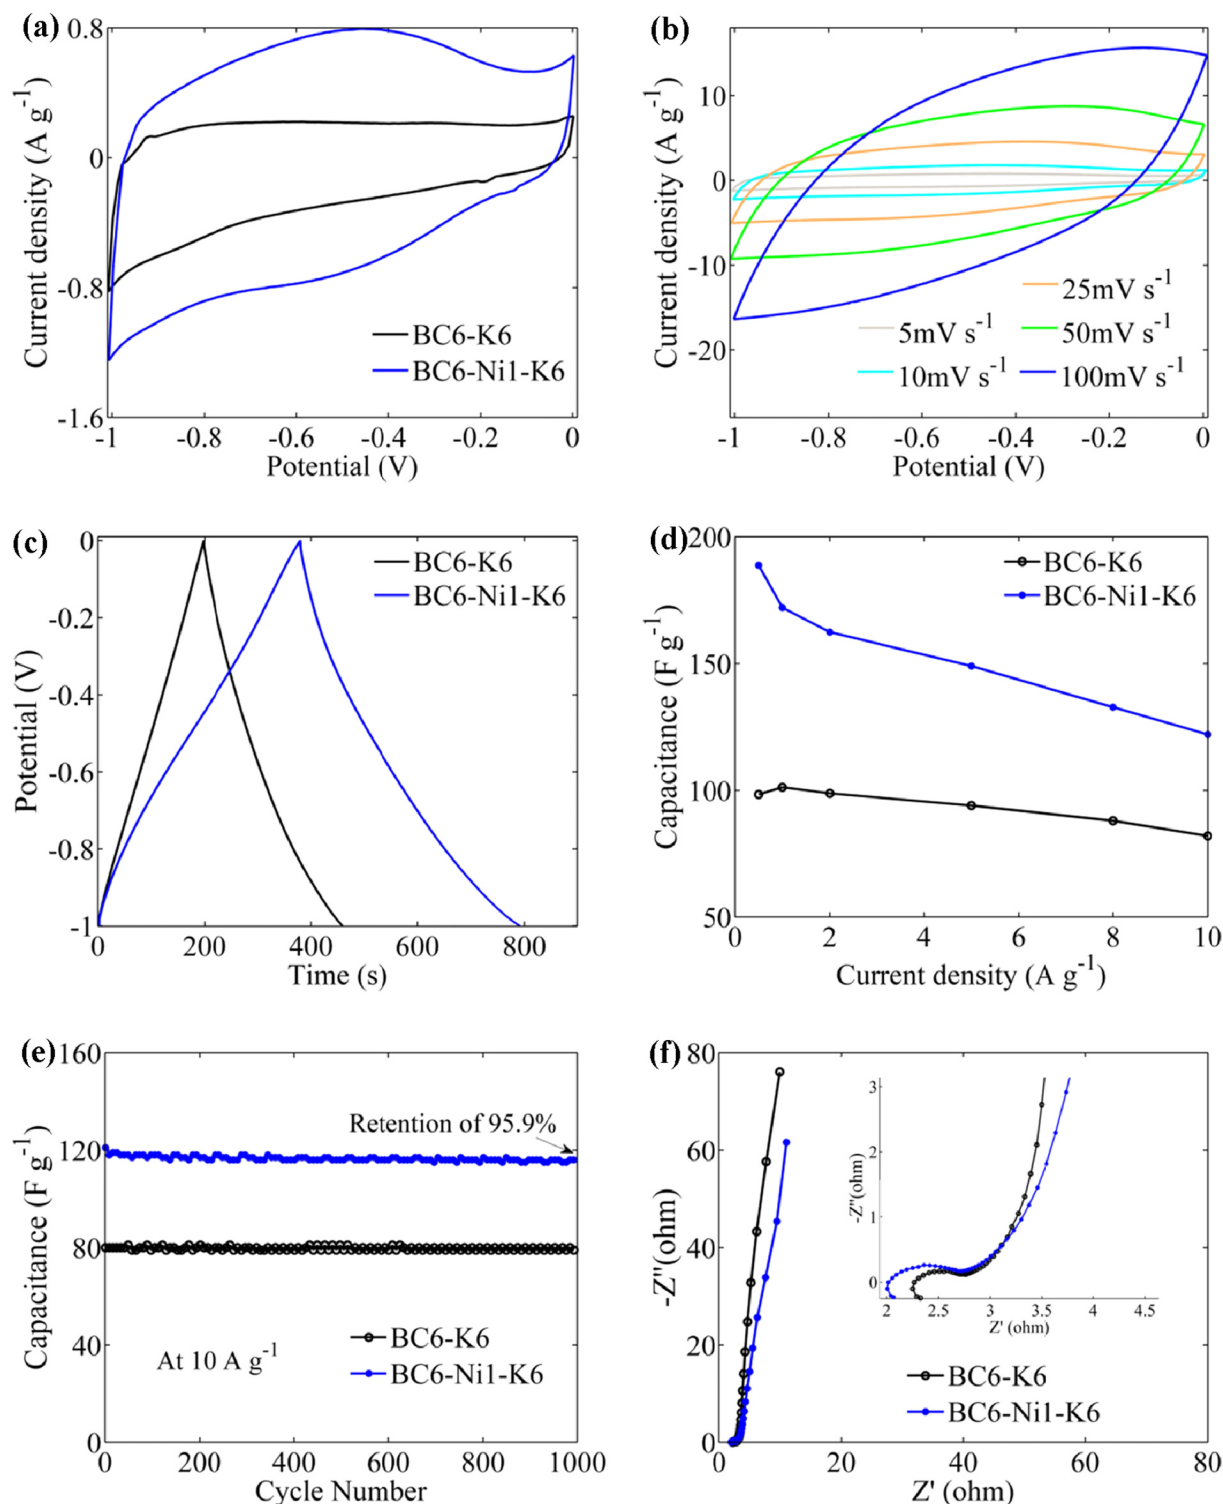 (a)
0.8
0
-0.8
-1.6
Current density (A g⁻¹)
BC6-K6
BC6-Ni1-K6
-1 -0.8 -0.6 -0.4 -0.2 0
Potential (V)
(b)
10
0
-10
-20
Current density (A g⁻¹)
25mV s⁻¹
5mV s⁻¹ 50mV s⁻¹
10mV s⁻¹ 100mV s⁻¹
-1 -0.8 -0.6 -0.4 -0.2 0
Potential (V)
(c)
0
-0.2
-0.4
-0.6
-0.8
-1
Potential (V)
BC6-K6
BC6-Ni1-K6
0 200 400 600 800
Time (s)
(d)
200
150
100
50
Capacitance (F g⁻¹)
BC6-K6
BC6-Ni1-K6
0 2 4 6 8 10
Current density (A g⁻¹)
(e)
160
120
80
40
0
Capacitance (F g⁻¹)
Retention of 95.9%
BC6-K6
At 10 A g⁻¹
BC6-Ni1-K6
0 200 400 600 800 1000
Cycle Number
(f)
80
60
40
20
0
-Z"(ohm)
3
2
1
0
-Z"(ohm)
2 2.5 3 3.5 4 4.5
Z' (ohm)
BC6-K6
BC6-Ni1-K6
0 20 40 60 80
Z' (ohm)